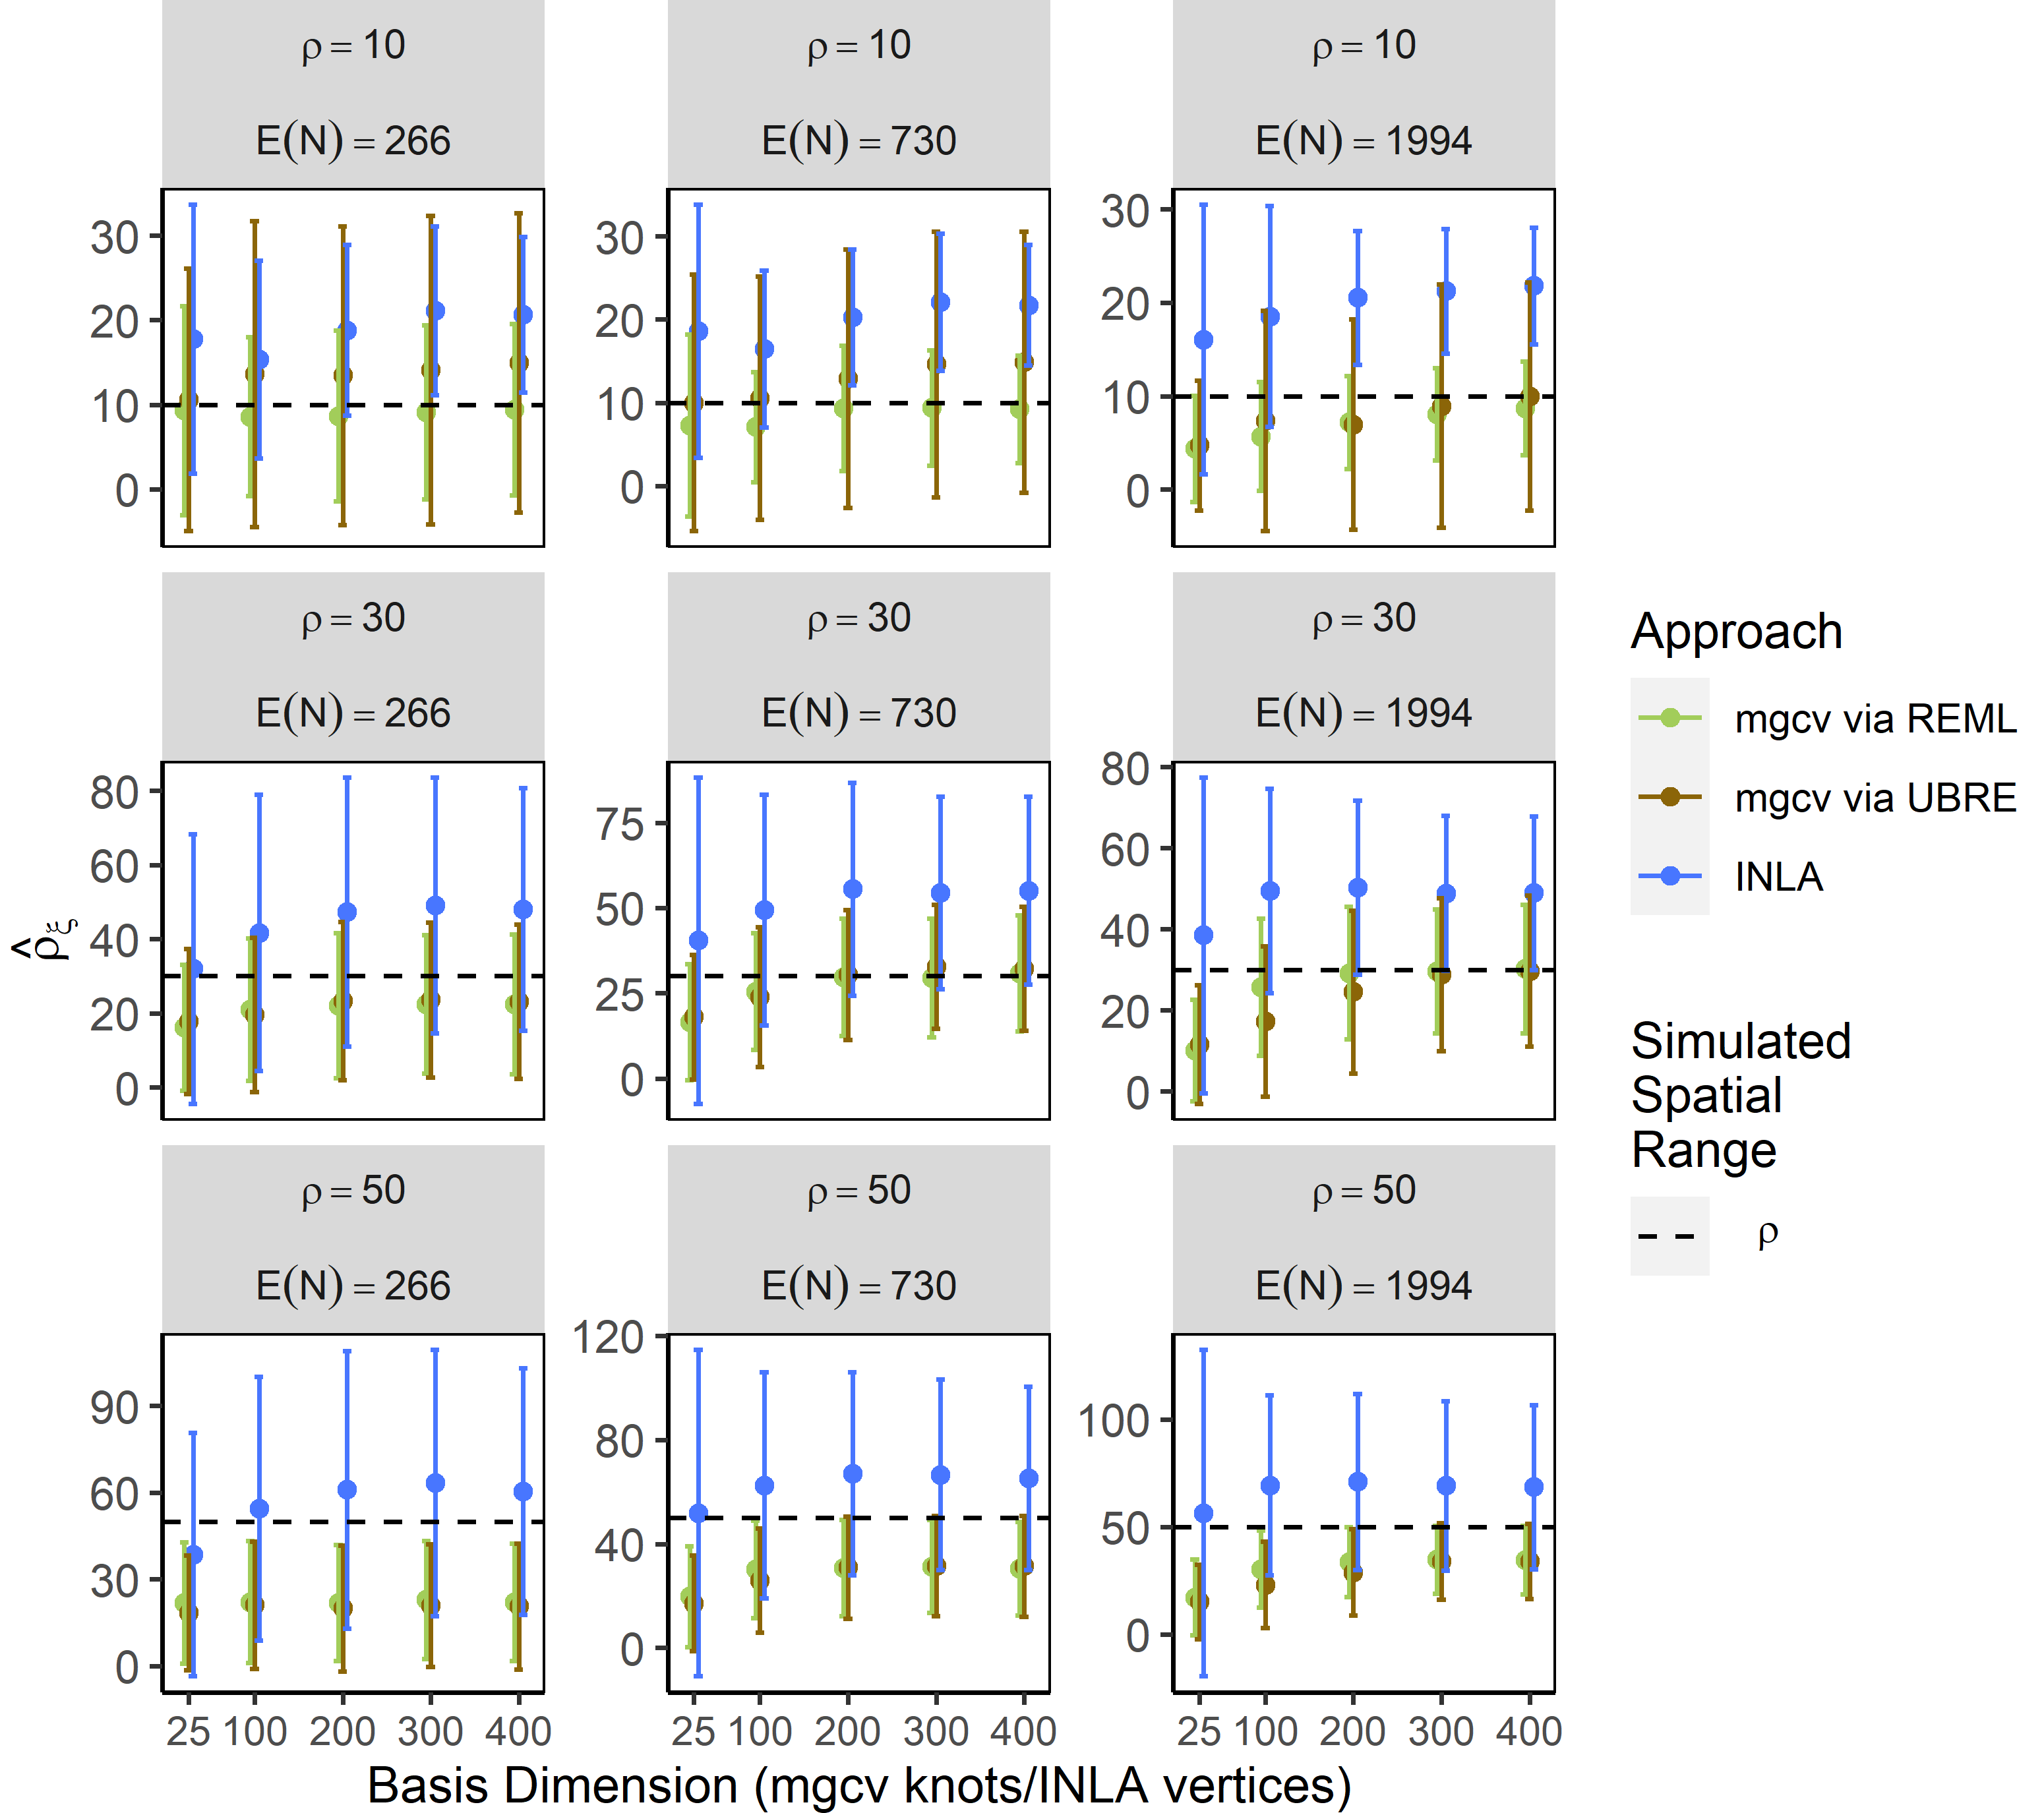 ρ = 10
E(N) = 266
ρ = 10
E(N) = 730
ρ = 10
E(N) = 1994
30
20
10
0
30
20
10
0
30
20
10
0
ρ = 30
E(N) = 266
ρ = 30
E(N) = 730
ρ = 30
E(N) = 1994
80
60
40
20
0
75
50
25
0
80
60
40
20
0
ρ = 50
E(N) = 266
ρ = 50
E(N) = 730
ρ = 50
E(N) = 1994
90
60
30
0
120
80
40
0
100
50
0
25 100 200 300 400
25 100 200 300 400
25 100 200 300 400
Basis Dimension (mgcv knots/INLA vertices)
ρ̂ξ
Approach
mgcv via REML
mgcv via UBRE
INLA
Simulated
Spatial
Range
ρ